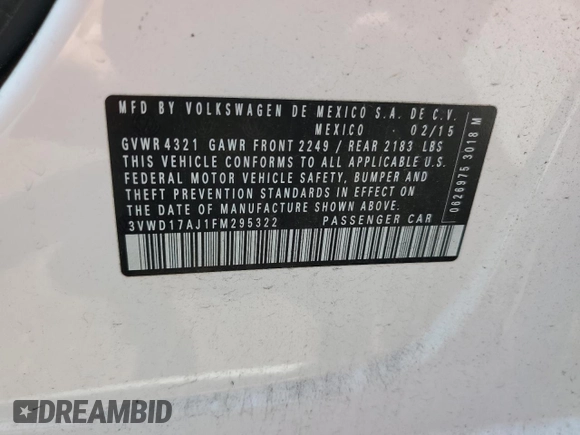 MFD BY VOLKSWAGEN DE MEXICO S.A. DE C.V.
MEXICO 02/15
GVWR 4321 GAWR FRONT 2249 / REAR 2183 LBS
THIS VEHICLE CONFORMS TO ALL APPLICABLE U.S.
FEDERAL MOTOR VEHICLE SAFETY, BUMPER AND
THEFT PREVENTION STANDARDS IN EFFECT ON
THE DATE OF MANUFACTURE SHOWN ABOVE.
3VWD17AJ1FM295322 PASSENGER CAR
0626975 3018 M
DREAMBID